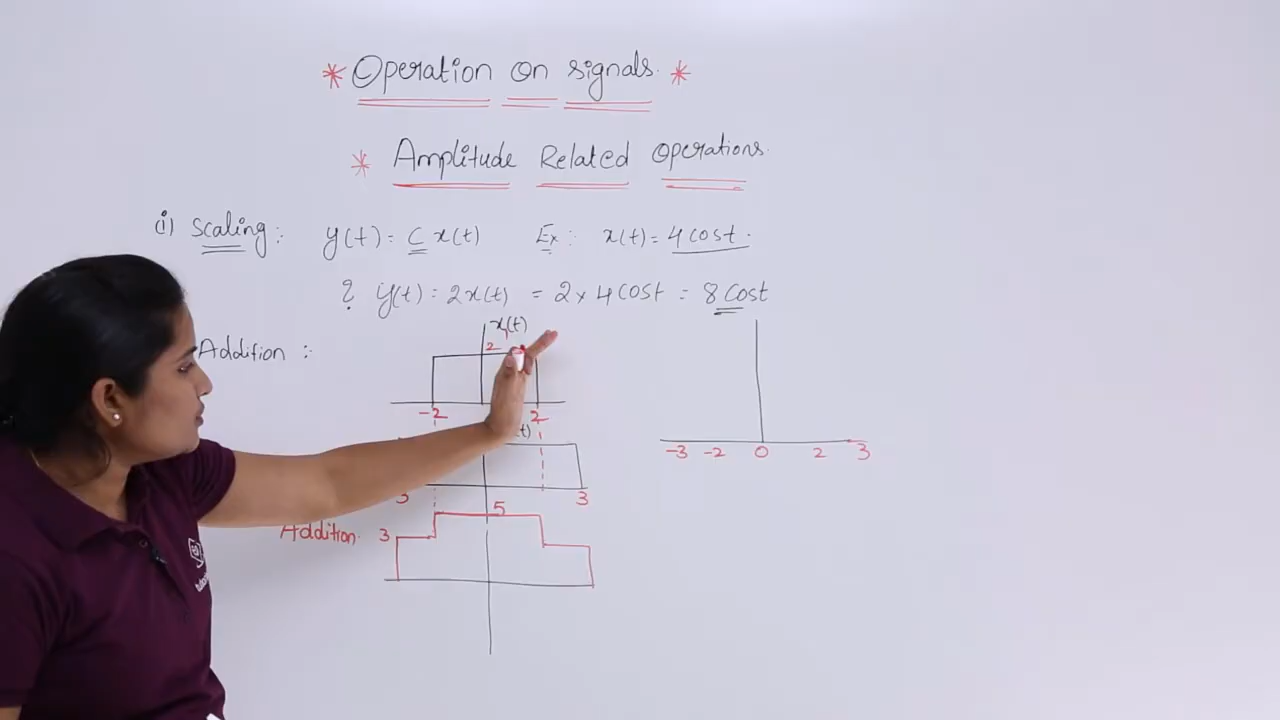 * Operation on signals. *
* Amplitude Related Operations.
(i) Scaling : y(t) = C x(t) Ex : x(t) = 4 cost .
? y(t) = 2x(t) = 2 x 4 cost = 8 Cost
Addition :
x1(t)
2
-2 2
t)
3 3
-3 -2 0 2 3
Addition. 3 5